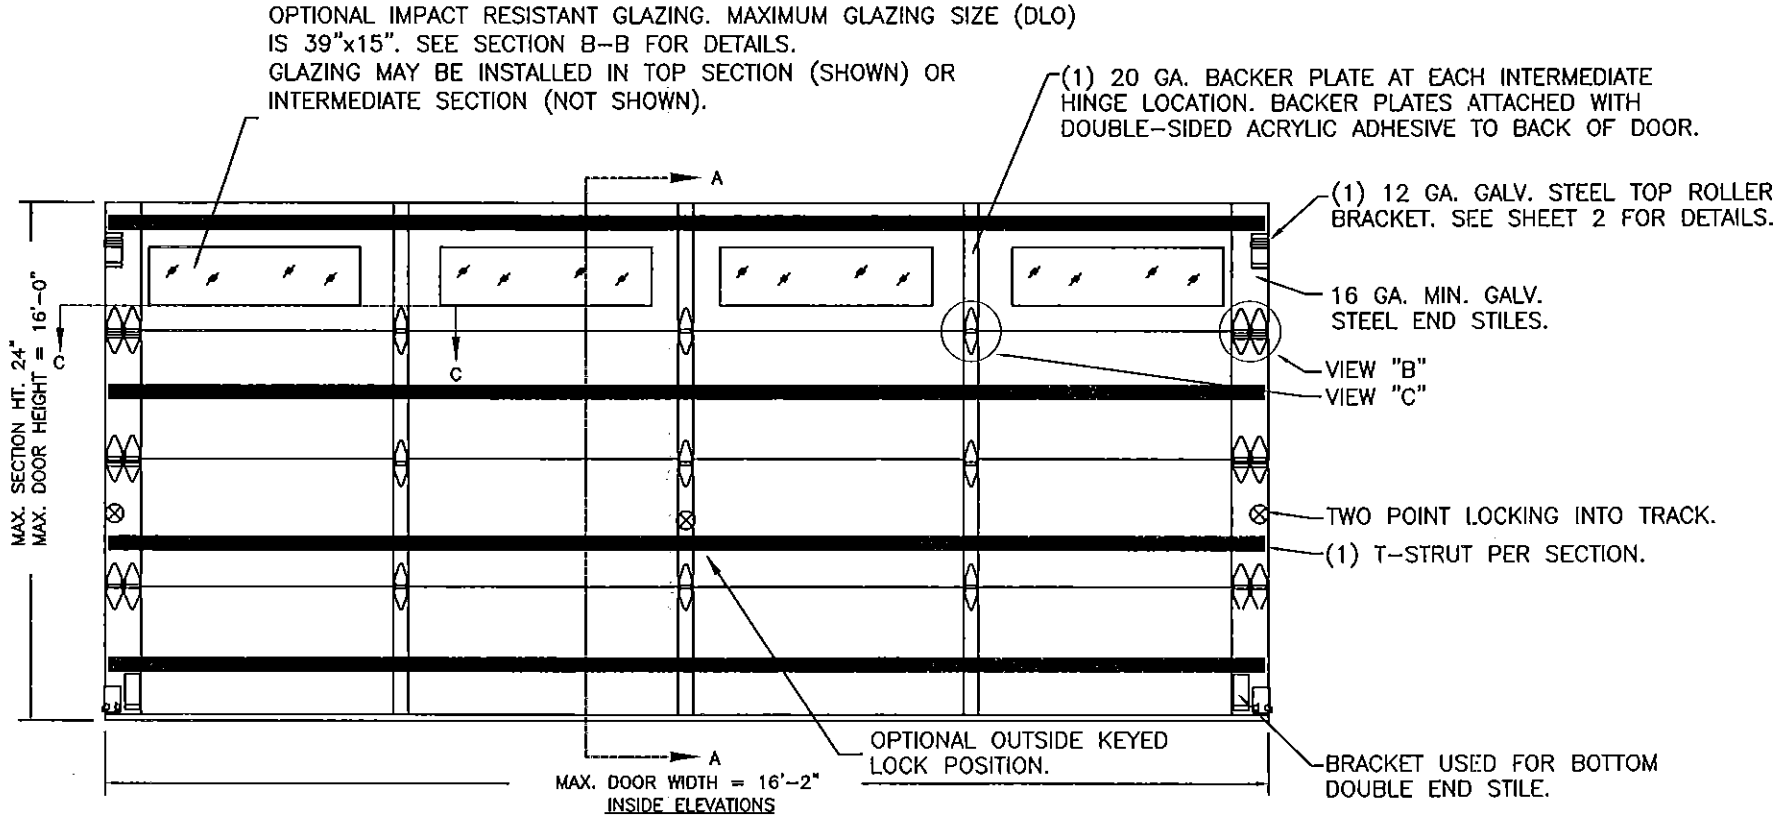 OPTIONAL IMPACT RESISTANT GLAZING. MAXIMUM GLAZING SIZE (DLO)
IS 39"x15". SEE SECTION B-B FOR DETAILS.
GLAZING MAY BE INSTALLED IN TOP SECTION (SHOWN) OR
INTERMEDIATE SECTION (NOT SHOWN).
(1) 20 GA. BACKER PLATE AT EACH INTERMEDIATE
HINGE LOCATION. BACKER PLATES ATTACHED WITH
DOUBLE-SIDED ACRYLIC ADHESIVE TO BACK OF DOOR.
A
(1) 12 GA. GALV. STEEL TOP ROLLER
BRACKET. SEE SHEET 2 FOR DETAILS.
16 GA. MIN. GALV.
STEEL END STILES.
MAX. SECTION HT. 24"
MAX. DOOR HEIGHT = 16'-0"
C
C
VIEW "B"
VIEW "C"
TWO POINT LOCKING INTO TRACK.
(1) T-STRUT PER SECTION.
OPTIONAL OUTSIDE KEYED
LOCK POSITION.
A
BRACKET USED FOR BOTTOM
DOUBLE END STILE.
MAX. DOOR WIDTH = 16'-2"
INSIDE ELEVATIONS